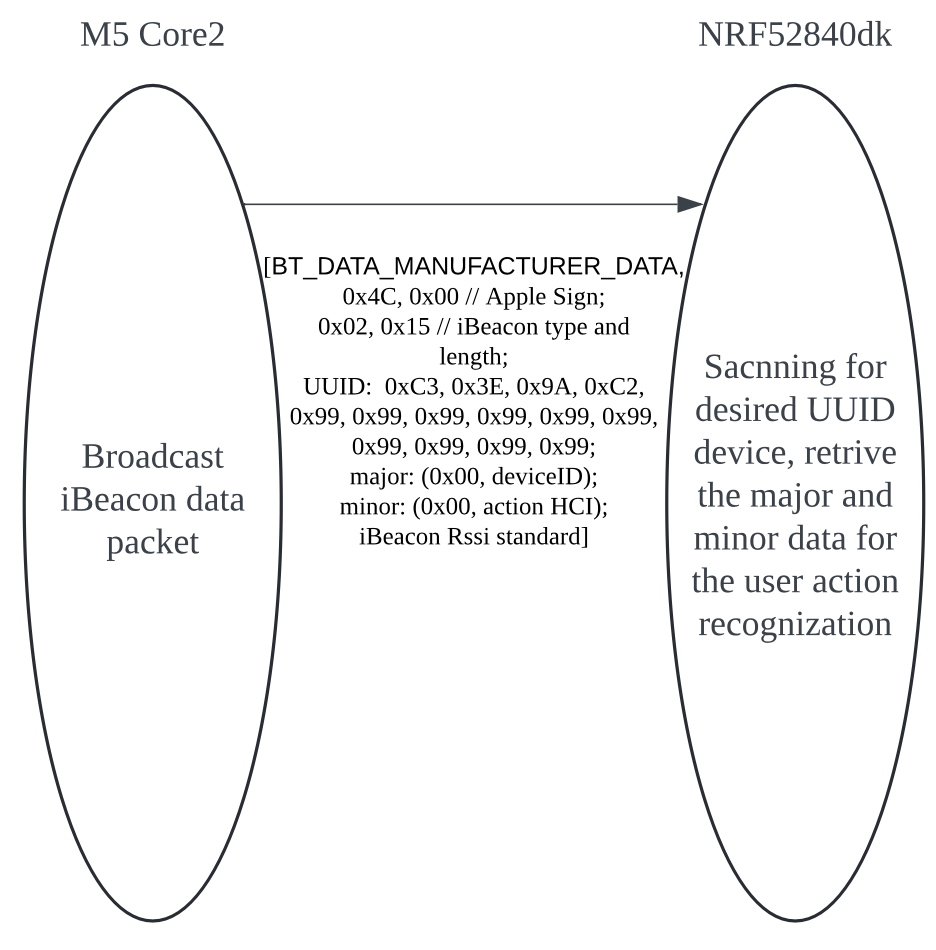 M5 Core2
NRF52840dk
[BT_DATA_MANUFACTURER_DATA,
0x4C, 0x00 // Apple Sign;
0x02, 0x15 // iBeacon type and
length;
UUID:  0xC3, 0x3E, 0x9A, 0xC2,
0x99, 0x99, 0x99, 0x99, 0x99, 0x99,
0x99, 0x99, 0x99, 0x99;
major: (0x00, deviceID);
minor: (0x00, action HCI);
iBeacon Rssi standard]
Broadcast
iBeacon data
packet
Sacnning for
desired UUID
device, retrive
the major and
minor data for
the user action
recognization